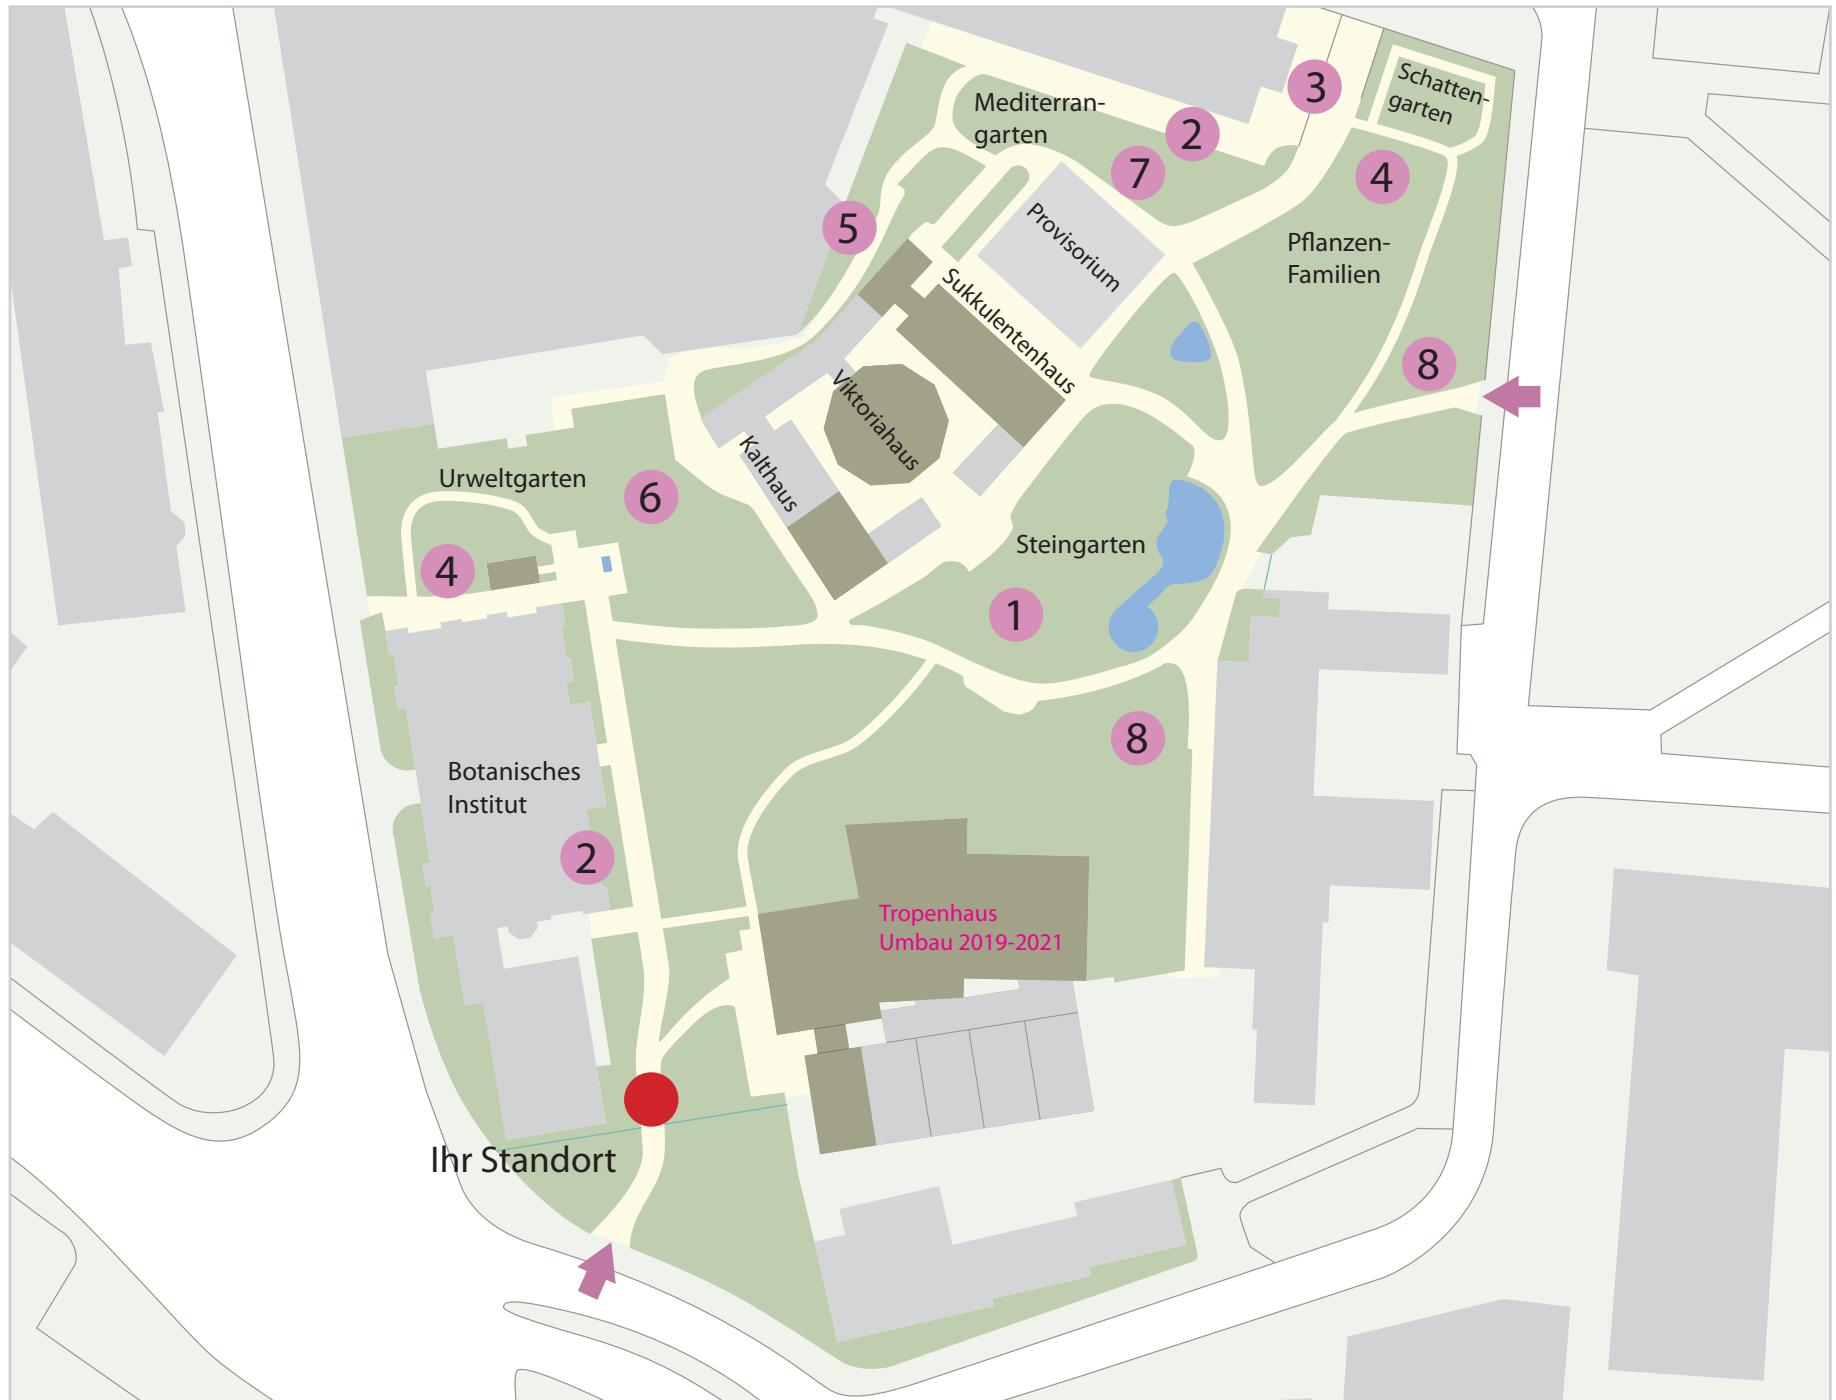 3
Schatten-
garten
Mediterran-
garten
2
7
4
5
Provisorium
Pflanzen-
Familien
Sukkulentenhaus
8
Viktoriahaus
Kalthaus
Urweltgarten
6
Steingarten
4
1
8
Botanisches
Institut
2
Tropenhaus
Umbau 2019-2021
Ihr Standort